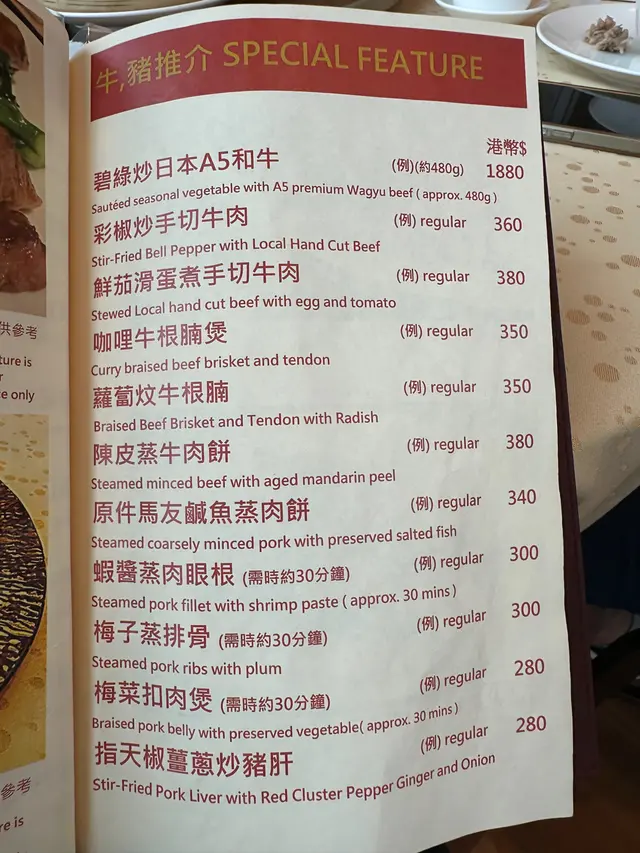 牛,豬推介 SPECIAL FEATURE
港幣$
碧綠炒日本A5和牛 (例)(約480g) 1880
Sautéed seasonal vegetable with A5 premium Wagyu beef ( approx. 480g )
彩椒炒手切牛肉 (例) regular 360
Stir-Fried Bell Pepper with Local Hand Cut Beef
鮮茄滑蛋煮手切牛肉 (例) regular 380
Stewed Local hand cut beef with egg and tomato
咖哩牛根腩煲 (例) regular 350
Curry braised beef brisket and tendon
蘿蔔炆牛根腩 (例) regular 350
Braised Beef Brisket and Tendon with Radish
陳皮蒸牛肉餅 (例) regular 380
Steamed minced beef with aged mandarin peel
原件馬友鹹魚蒸肉餅 (例) regular 340
Steamed coarsely minced pork with preserved salted fish
蝦醬蒸肉眼根 (需時約30分鐘) (例) regular 300
Steamed pork fillet with shrimp paste ( approx. 30 mins )
梅子蒸排骨 (需時約30分鐘) (例) regular 300
Steamed pork ribs with plum
梅菜扣肉煲 (需時約30分鐘) (例) regular 280
Braised pork belly with preserved vegetable( approx. 30 mins )
指天椒薑蔥炒豬肝 (例) regular 280
Stir-Fried Pork Liver with Red Cluster Pepper Ginger and Onion
供參考
ture is
r
e only
參考
re is